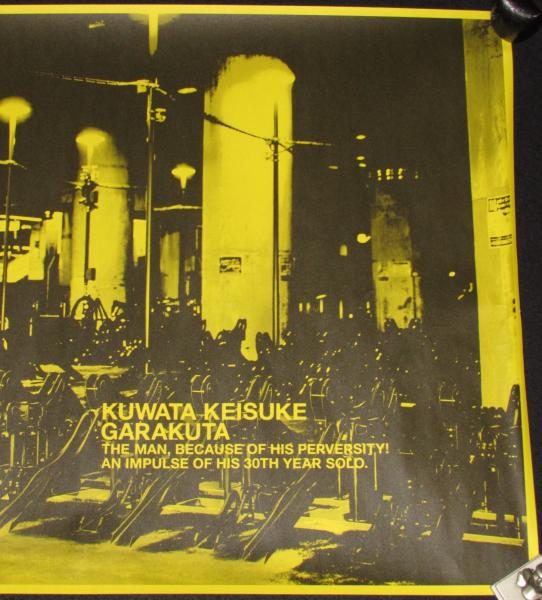 KUWATA KEISUKE
GARAKUTA
THE MAN, BECAUSE OF HIS PERVERSITY!
AN IMPULSE OF HIS 30TH YEAR SOLO.